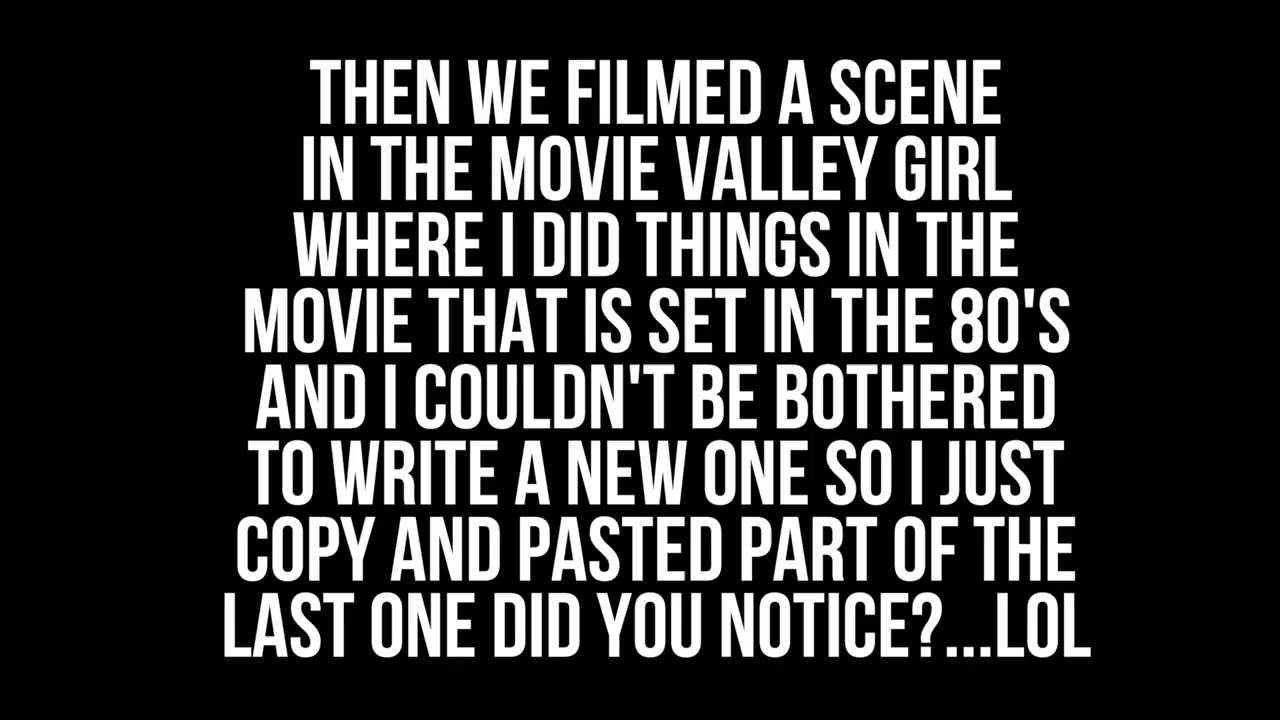 THEN WE FILMED A SCENE
IN THE MOVIE VALLEY GIRL
WHERE I DID THINGS IN THE
MOVIE THAT IS SET IN THE 80'S
AND I COULDN'T BE BOTHERED
TO WRITE A NEW ONE SO I JUST
COPY AND PASTED PART OF THE
LAST ONE DID YOU NOTICE?...LOL